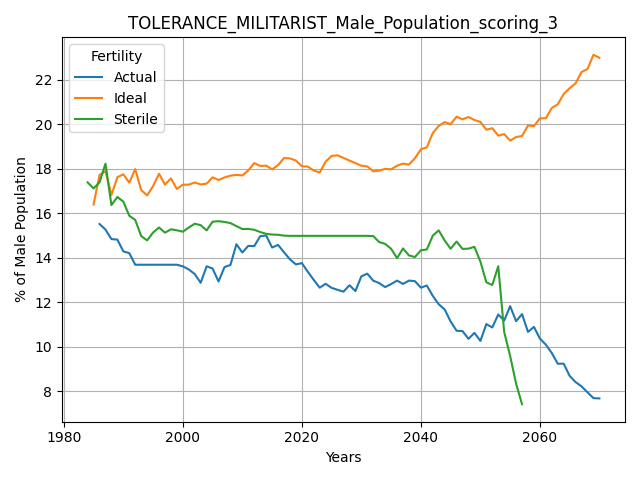 TOLERANCE_MILITARIST_Male_Population_scoring_3
Fertility
Actual
Ideal
Sterile
% of Male Population
22
20
18
16
14
12
10
8
1980
2000
2020
2040
2060
Years